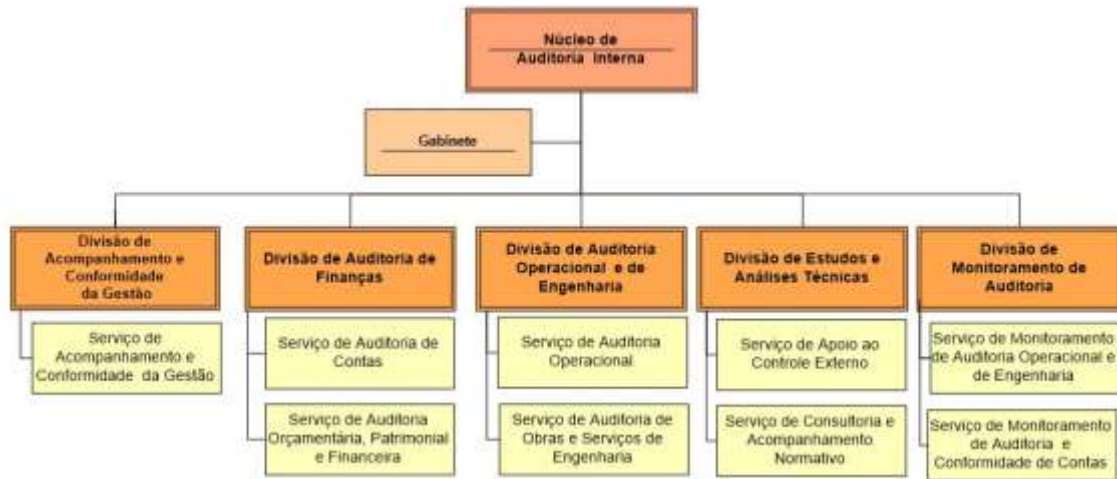 Núcleo de
Auditoria Interna
Gabinete
Divisão de
Acompanhamento e
Conformidade
da Gestão
Serviço de
Acompanhamento e
Conformidade da Gestão
Divisão de Auditoria de
Finanças
Serviço de Auditoria de
Contas
Serviço de Auditoria
Orçamentária, Patrimonial
e Financeira
Divisão de Auditoria
Operacional e de
Engenharia
Serviço de Auditoria
Operacional
Serviço de Auditoria de
Obras e Serviços de
Engenharia
Divisão de Estudos e
Análises Técnicas
Serviço de Apoio ao
Controle Externo
Serviço de Consultoria e
Acompanhamento
Normativo
Divisão de
Monitoramento de
Auditoria
Serviço de Monitoramento
de Auditoria Operacional e
de Engenharia
Serviço de Monitoramento
de Auditoria e
Conformidade de Contas